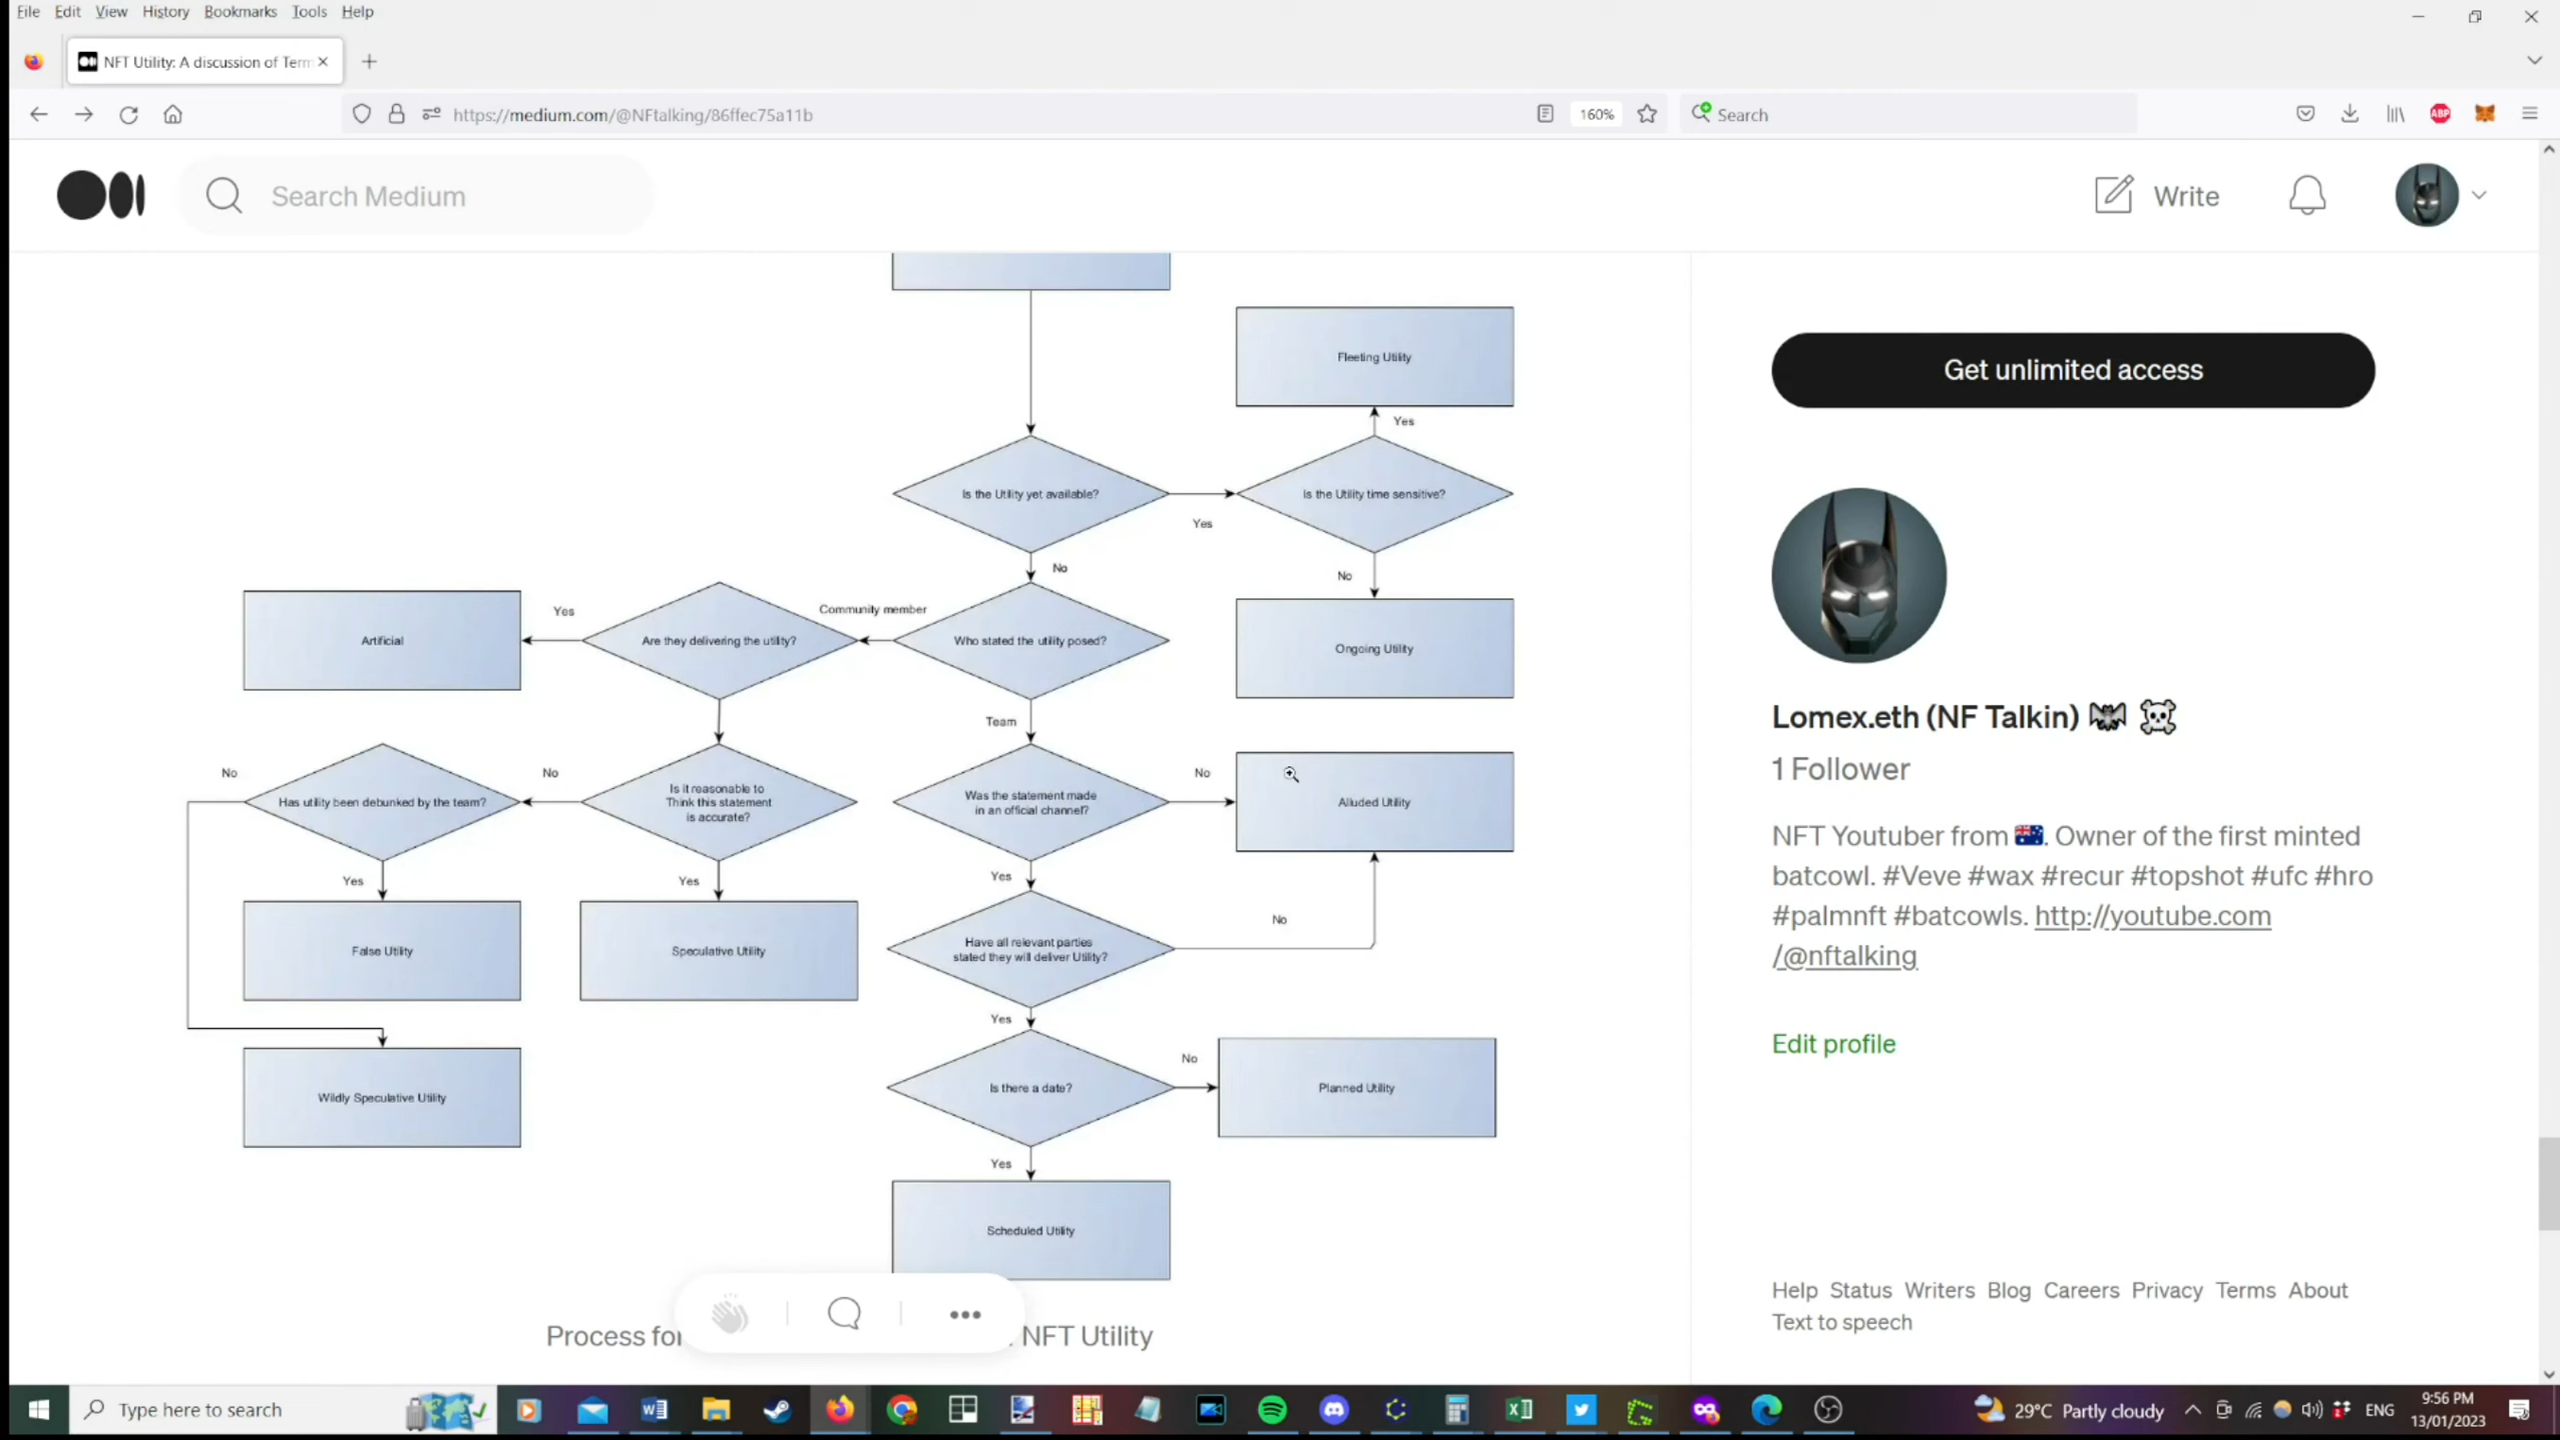 File Edit View History Bookmarks Tools Help
NFT Utility: A discussion of Term
https://medium.com/@NFtalking/86ffec75a11b
160%
Search
Search Medium
Write
Fleeting Utility
Yes
Is the Utility yet available?
Yes
Is the Utility time sensitive?
No
No
Artificial
Yes
Are they delivering the utility?
Community member
Who stated the utility posed?
Ongoing Utility
Team
No
Has utility been debunked by the team?
No
Is it reasonable to
Think this statement
is accurate?
Was the statement made
in an official channel?
No
Alluded Utility
Yes
Yes
Yes
False Utility
Speculative Utility
Have all relevant parties
stated they will deliver Utility?
No
Yes
Wildly Speculative Utility
Is there a date?
No
Planned Utility
Yes
Scheduled Utility
Process for
NFT Utility
Get unlimited access
Lomex.eth (NF Talkin)
1 Follower
NFT Youtuber from 🇦🇺. Owner of the first minted
batcowl. #Veve #wax #recur #topshot #ufc #hro
#palmnft #batcowls. http://youtube.com
/@nftalking
Edit profile
Help Status Writers Blog Careers Privacy Terms About
Text to speech
Type here to search
29°C Partly cloudy
ENG
9:56 PM
13/01/2023
ABP